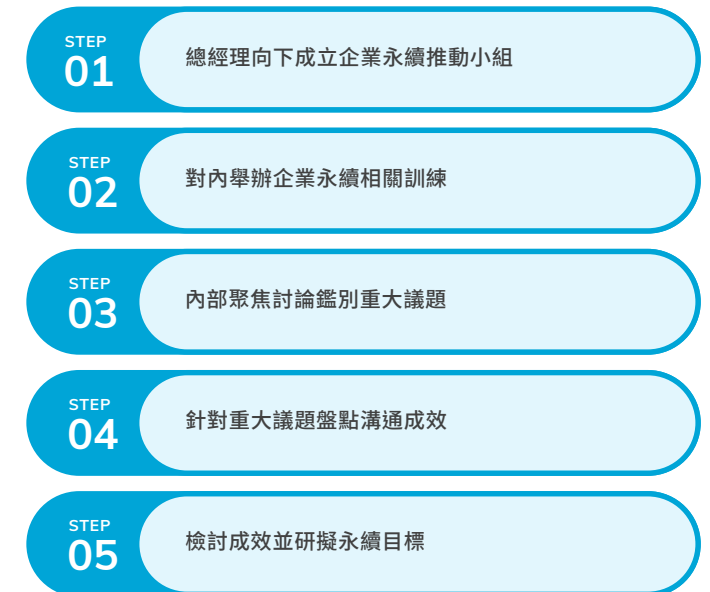 STEP
01
總經理向下成立企業永續推動小組
STEP
02
對內舉辦企業永續相關訓練
STEP
03
內部聚焦討論鑑別重大議題
STEP
04
針對重大議題盤點溝通成效
STEP
05
檢討成效並研擬永續目標